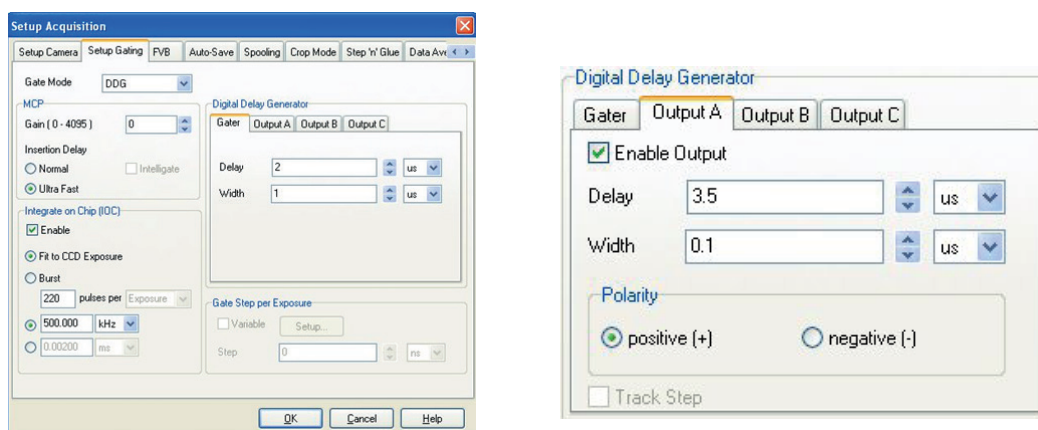 Setup Acquisition
Setup Camera Setup Gating FVB Auto-Save Spooling Crop Mode Step 'n' Glue Data Ave
Gate Mode DDG
MCP
Gain ( 0 - 4095 ) 0
Insertion Delay
Normal Intelligate
Ultra Fast
Integrate on Chip (IOC)
Enable
Fit to CCD Exposure
Burst
220 pulses per Exposure
500.000 kHz
0.00200 ms
Digital Delay Generator
Gater Output A Output B Output C
Delay 2 us
Width 1 us
Gate Step per Exposure
Variable Setup...
Step 0 ns
OK Cancel Help
Digital Delay Generator
Gater Output A Output B Output C
Enable Output
Delay 3.5 us
Width 0.1 us
Polarity
positive (+) negative (-)
Track Step